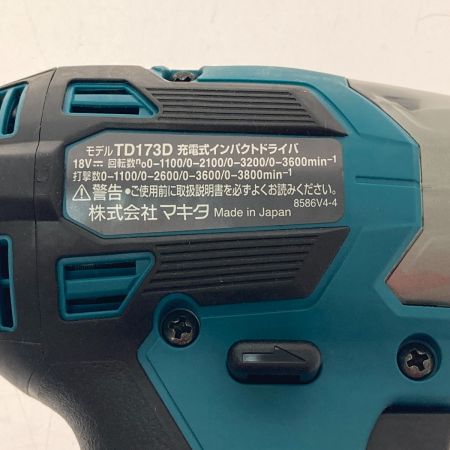 モデル TD173D 充電式インパクトドライバ
18V⎓ 回転数n₀0-1100/0-2100/0-3200/0-3600min⁻¹
打撃数0-1100/0-2600/0-3600/0-3800min⁻¹
⚠警告・ご使用前に取扱説明書を必ずよくお読みください。
8586V4-4
株式会社マキタ Made in Japan